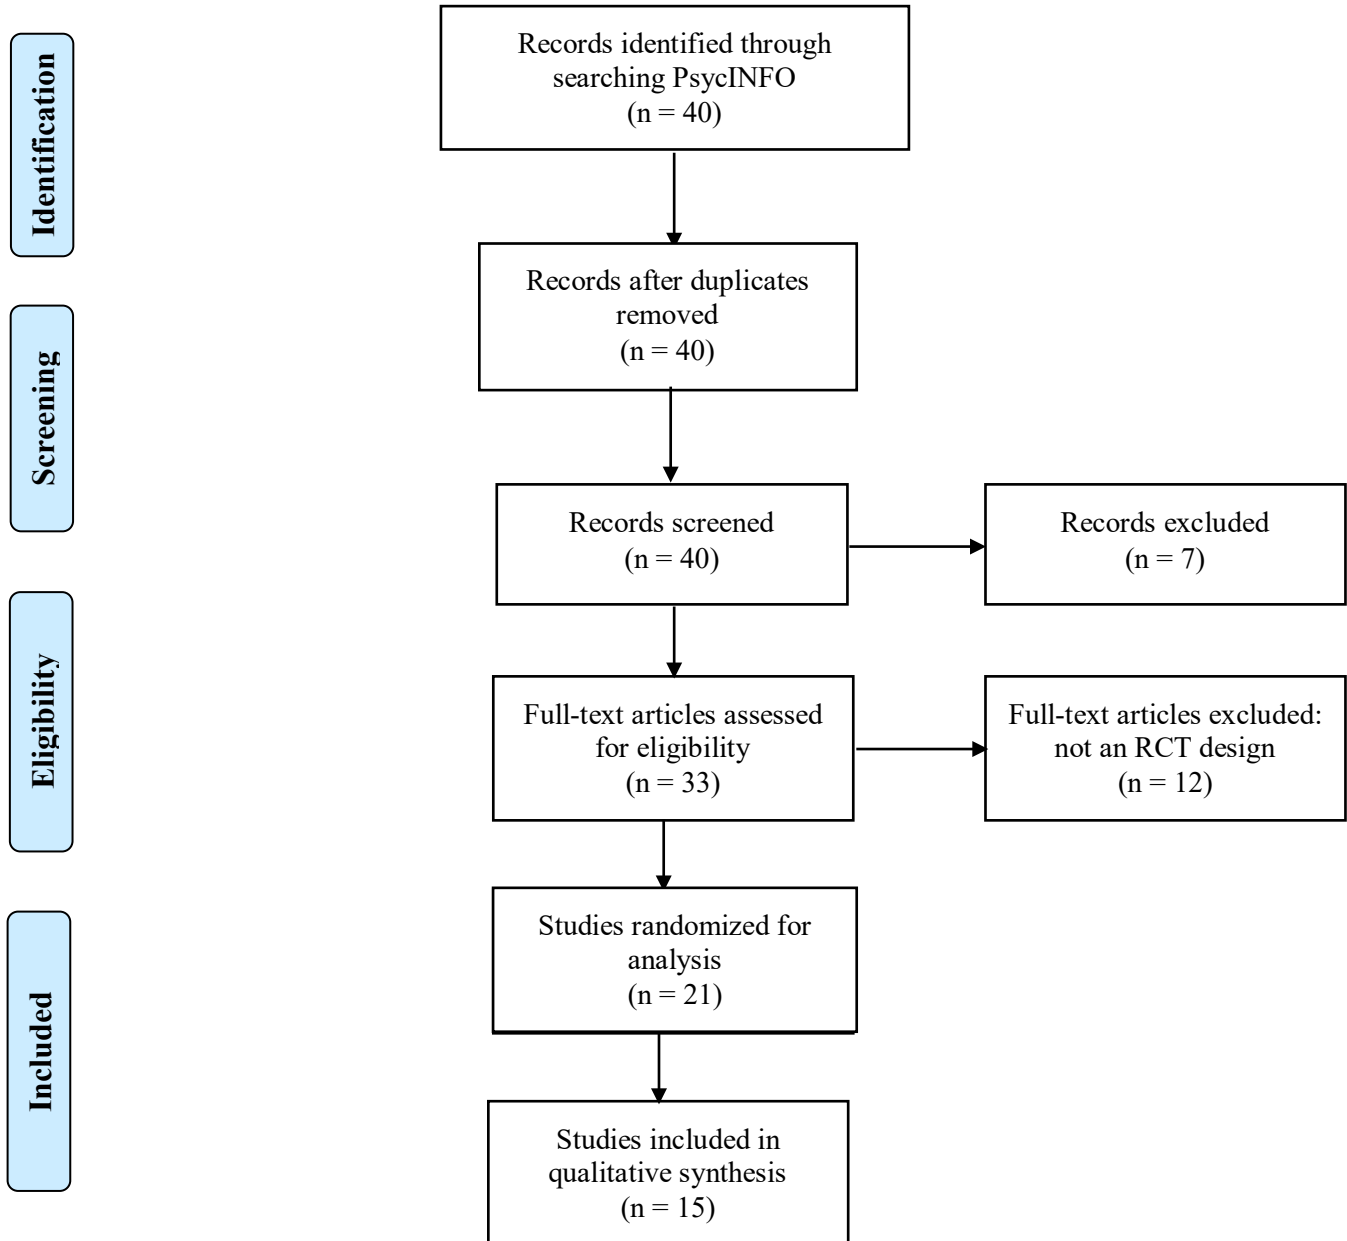 Identification
Records identified through
searching PsycINFO
(n = 40)
Records after duplicates
removed
(n = 40)
Screening
Records screened
(n = 40)
Records excluded
(n = 7)
Eligibility
Full-text articles assessed
for eligibility
(n = 33)
Full-text articles excluded:
not an RCT design
(n = 12)
Included
Studies randomized for
analysis
(n = 21)
Studies included in
qualitative synthesis
(n = 15)